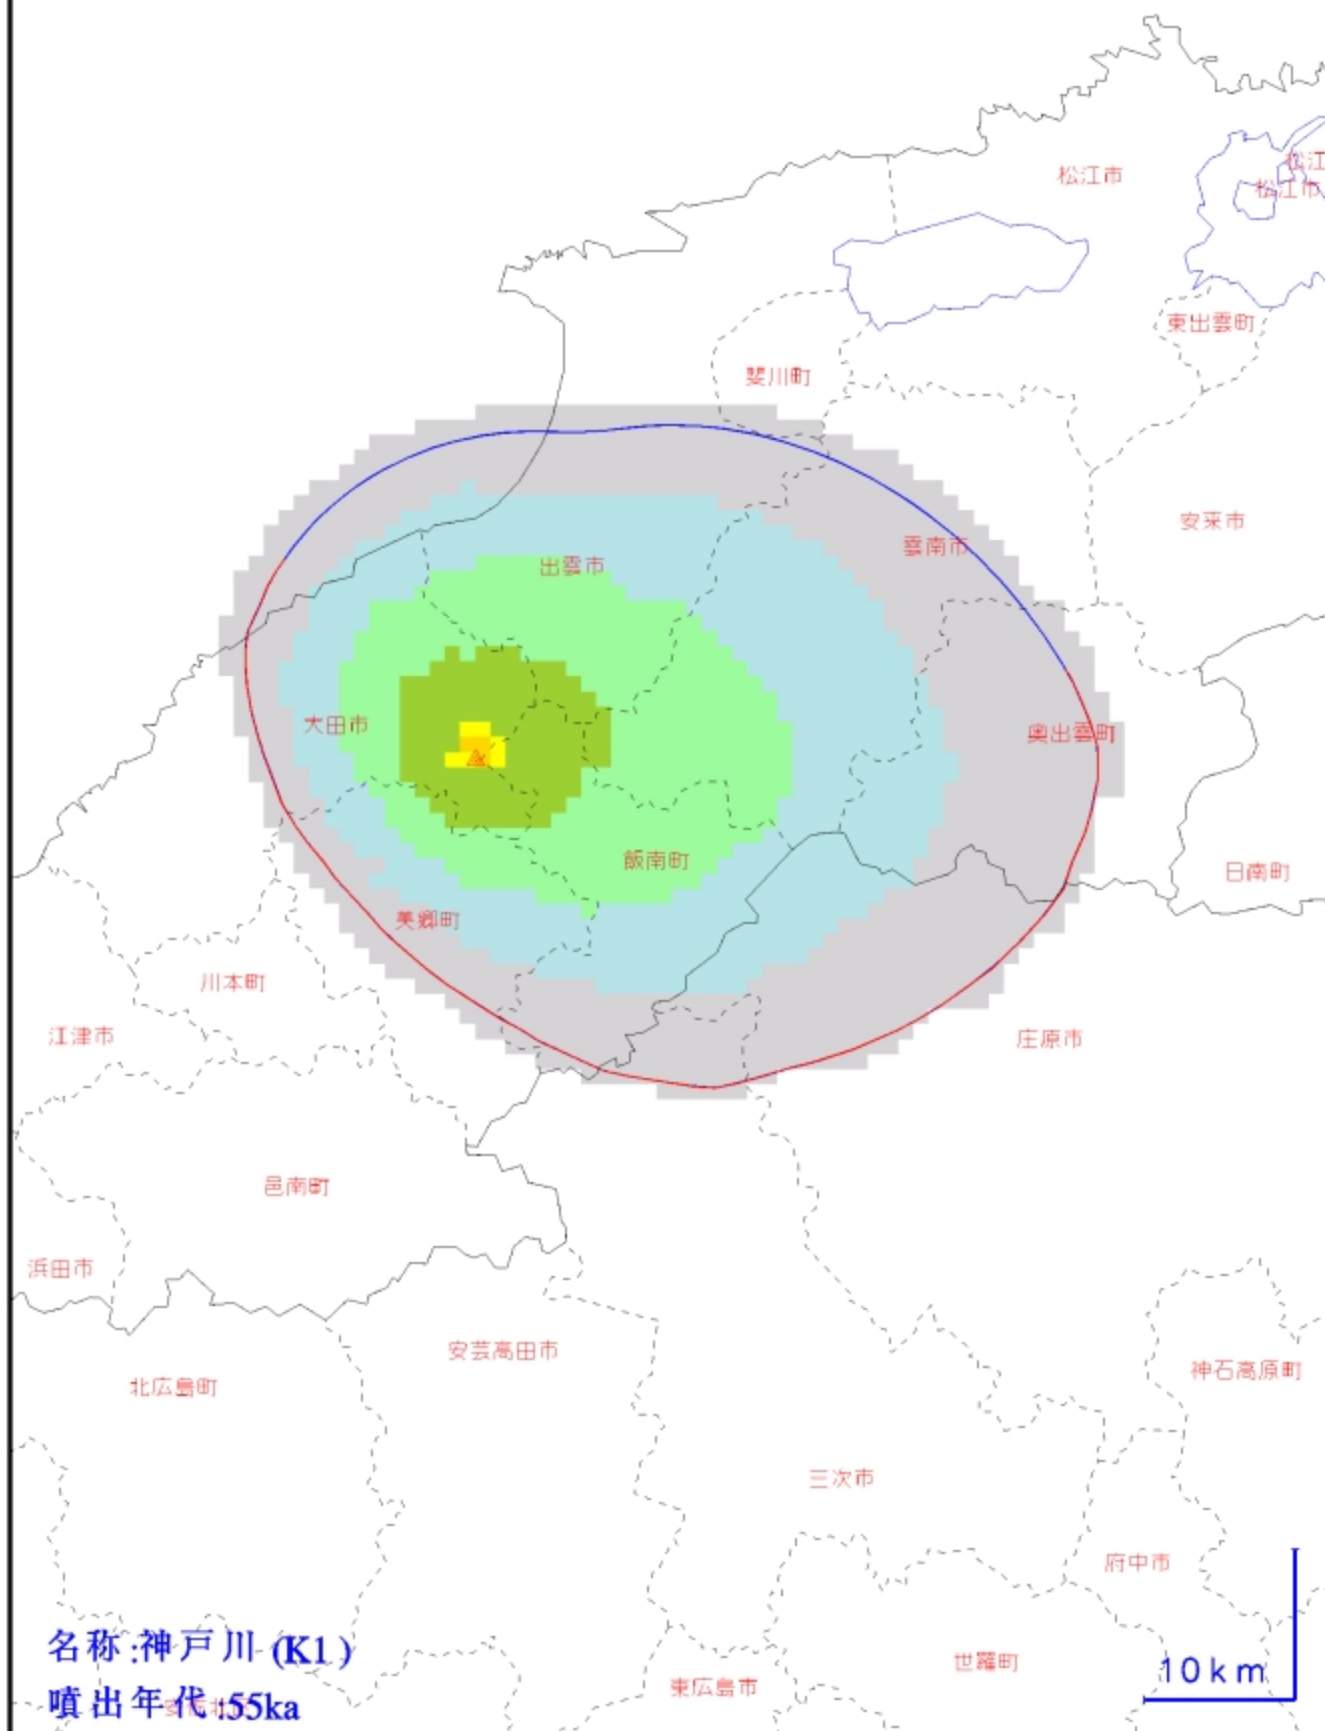 松江市
松江
松江市
東出雲町
斐川町
安来市
雲南市
出雲市
大田市
奥出雲町
飯南町
日南町
美郷町
川本町
江津市
庄原市
邑南町
浜田市
安芸高田市
北広島町
神石高原町
三次市
府中市
世羅町
東広島市
10km
名称:神戸川(K1)
噴出年代:55ka